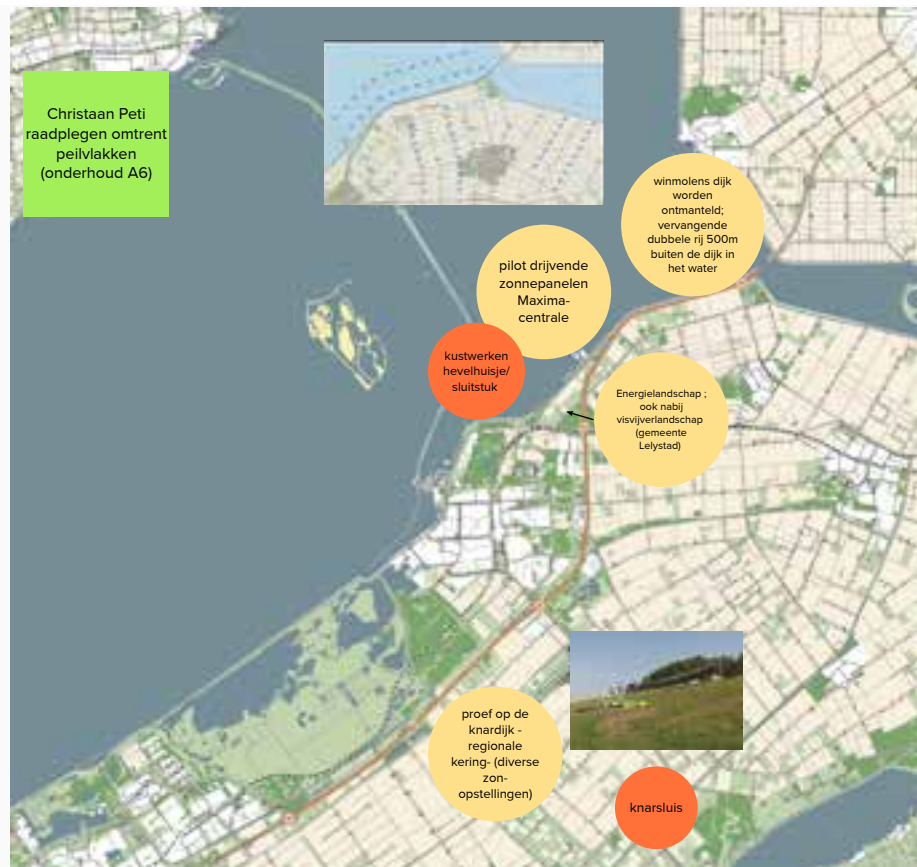 Christaan Peti
raadplegen omtrent
peilvlakken
(onderhoud A6)
winmolens dijk
worden
ontmanteld;
vervangende
dubbele rij 500m
buiten de dijk in
het water
pilot drijvende
zonnepanelen
Maxima-
centrale
kustwerken
hevelhuisje/
sluitstuk
Energielandschap ;
ook nabij
visvijverlandschap
(gemeente
Lelystad)
proef op de
knardijk -
regionale
kering- (diverse
zon-
opstellingen)
knarsluis